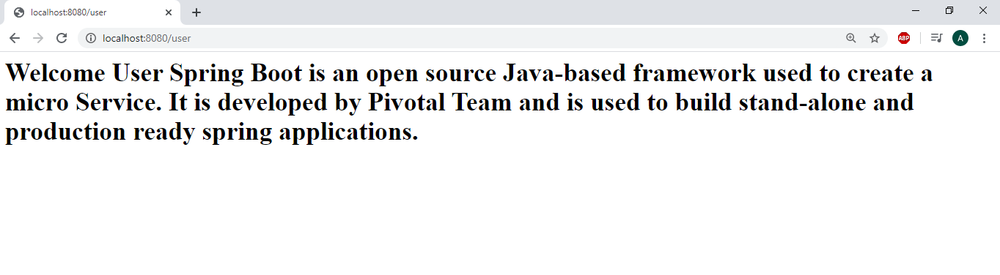 localhost:8080/user
localhost:8080/user
ABP
A
Welcome User Spring Boot is an open source Java-based framework used to create a
micro Service. It is developed by Pivotal Team and is used to build stand-alone and
production ready spring applications.